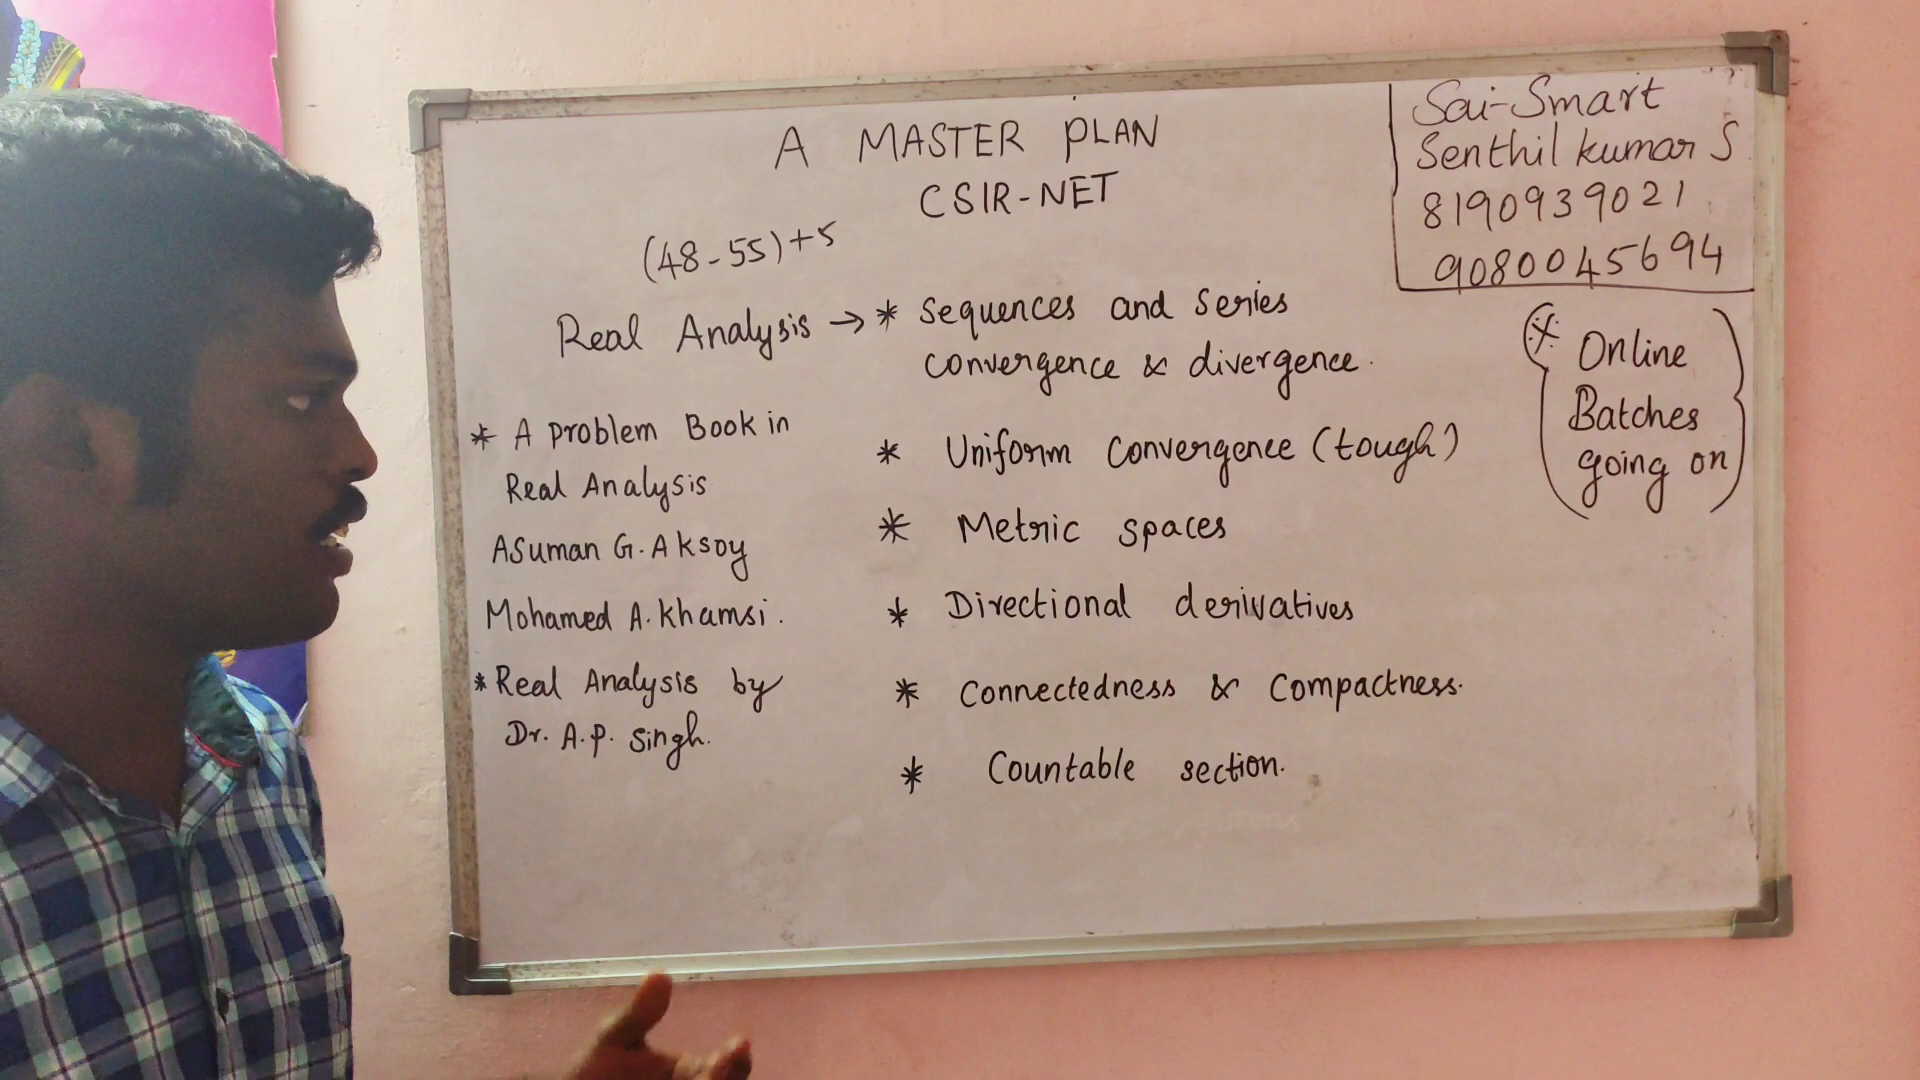 A MASTER PLAN
CSIR-NET
(48-55)+5
Real Analysis → * Sequences and series
convergence & divergence.
* Uniform Convergence (tough)
* Metric spaces
* Directional derivatives
* Connectedness & Compactness.
* Countable section.
* A problem Book in
Real Analysis
Asuman G. Aksoy
Mohamed A. Khamsi.
* Real Analysis by
Dr. A.P. Singh.
Sai-Smart
Senthil kumar S
8190939021
9080045694
Online
Batches
going on